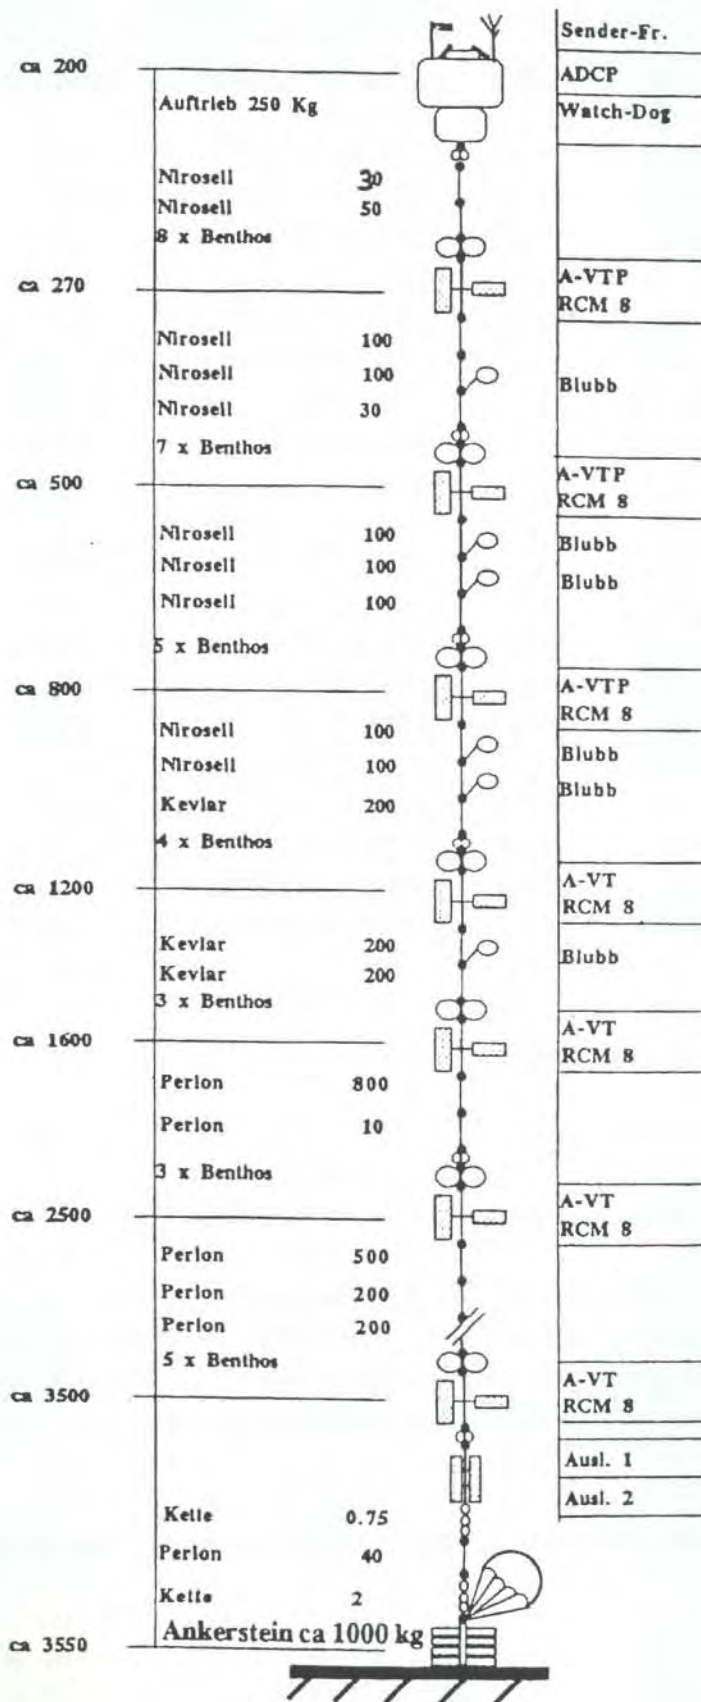 Sender-Fr.
ca 200
ADCP
Auftrieb 250 Kg
Watch-Dog
Nirosell 30
Nirosell 50
8 x Benthos
ca 270
A-VTP
RCM 8
Nirosell 100
Nirosell 100
Blubb
Nirosell 30
7 x Benthos
ca 500
A-VTP
RCM 8
Nirosell 100
Blubb
Nirosell 100
Blubb
Nirosell 100
5 x Benthos
ca 800
A-VTP
RCM 8
Nirosell 100
Blubb
Nirosell 100
Blubb
Kevlar 200
4 x Benthos
ca 1200
A-VT
RCM 8
Kevlar 200
Blubb
Kevlar 200
3 x Benthos
ca 1600
A-VT
RCM 8
Perlon 800
Perlon 10
3 x Benthos
ca 2500
A-VT
RCM 8
Perlon 500
Perlon 200
Perlon 200
5 x Benthos
ca 3500
A-VT
RCM 8
Ausl. 1
Ausl. 2
Kette 0.75
Perlon 40
Kette 2
Ankerstein ca 1000 kg
ca 3550